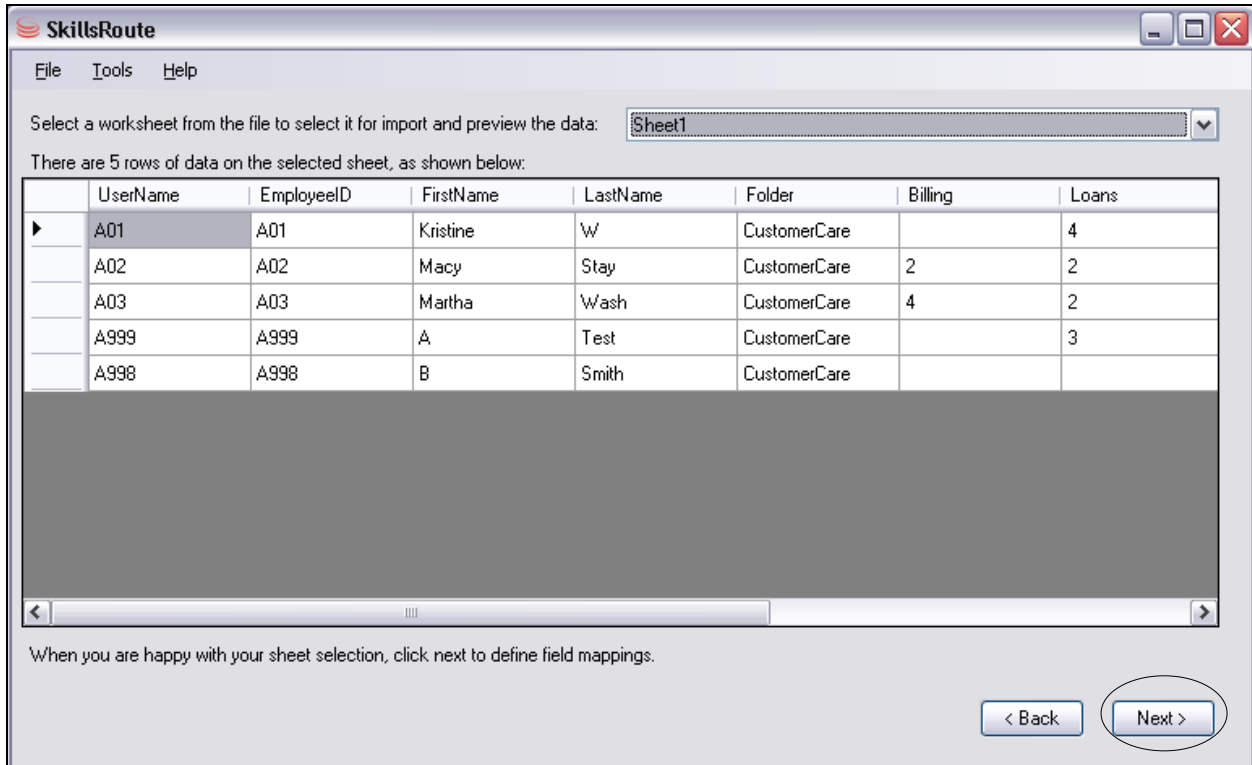 SkillsRoute
File Tools Help
Select a worksheet from the file to select it for import and preview the data: Sheet1
There are 5 rows of data on the selected sheet, as shown below:
UserName EmployeeID FirstName LastName Folder Billing Loans
A01 A01 Kristine W CustomerCare 4
A02 A02 Macy Stay CustomerCare 2 2
A03 A03 Martha Wash CustomerCare 4 2
A999 A999 A Test CustomerCare 3
A998 A998 B Smith CustomerCare
When you are happy with your sheet selection, click next to define field mappings.
< Back Next >